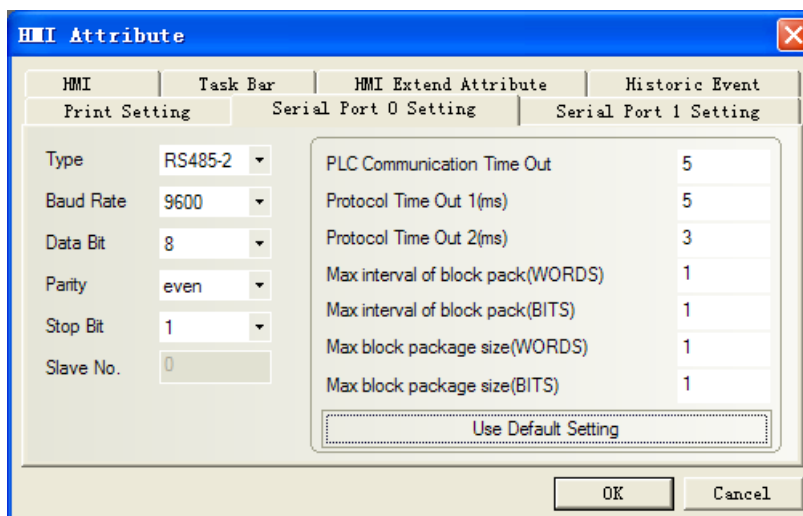 HMI Attribute
HMI Task Bar HMI Extend Attribute Historic Event
Print Setting Serial Port 0 Setting Serial Port 1 Setting
Type RS485-2
Baud Rate 9600
Data Bit 8
Parity even
Stop Bit 1
Slave No. 0
PLC Communication Time Out 5
Protocol Time Out 1(ms) 5
Protocol Time Out 2(ms) 3
Max interval of block pack(WORDS) 1
Max interval of block pack(BITS) 1
Max block package size(WORDS) 1
Max block package size(BITS) 1
Use Default Setting
OK Cancel